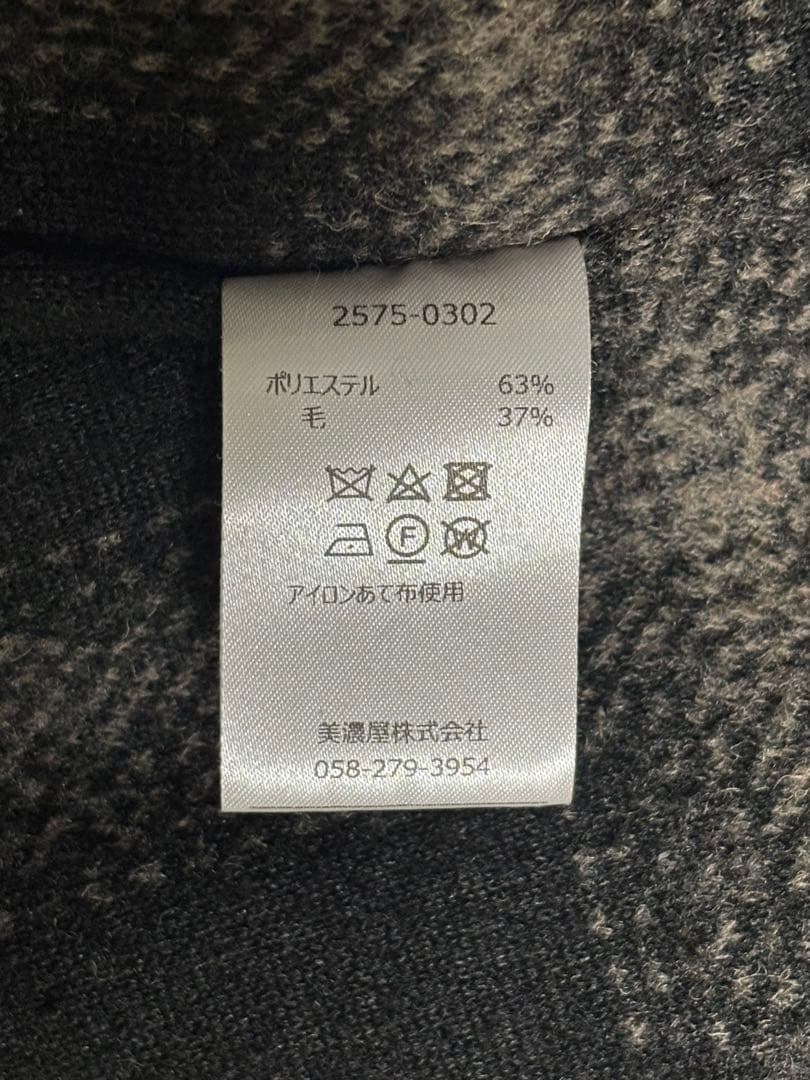 2575-0302
ポリエステル 63%
毛 37%
F W
アイロンあて布使用
美濃屋株式会社
058-279-3954